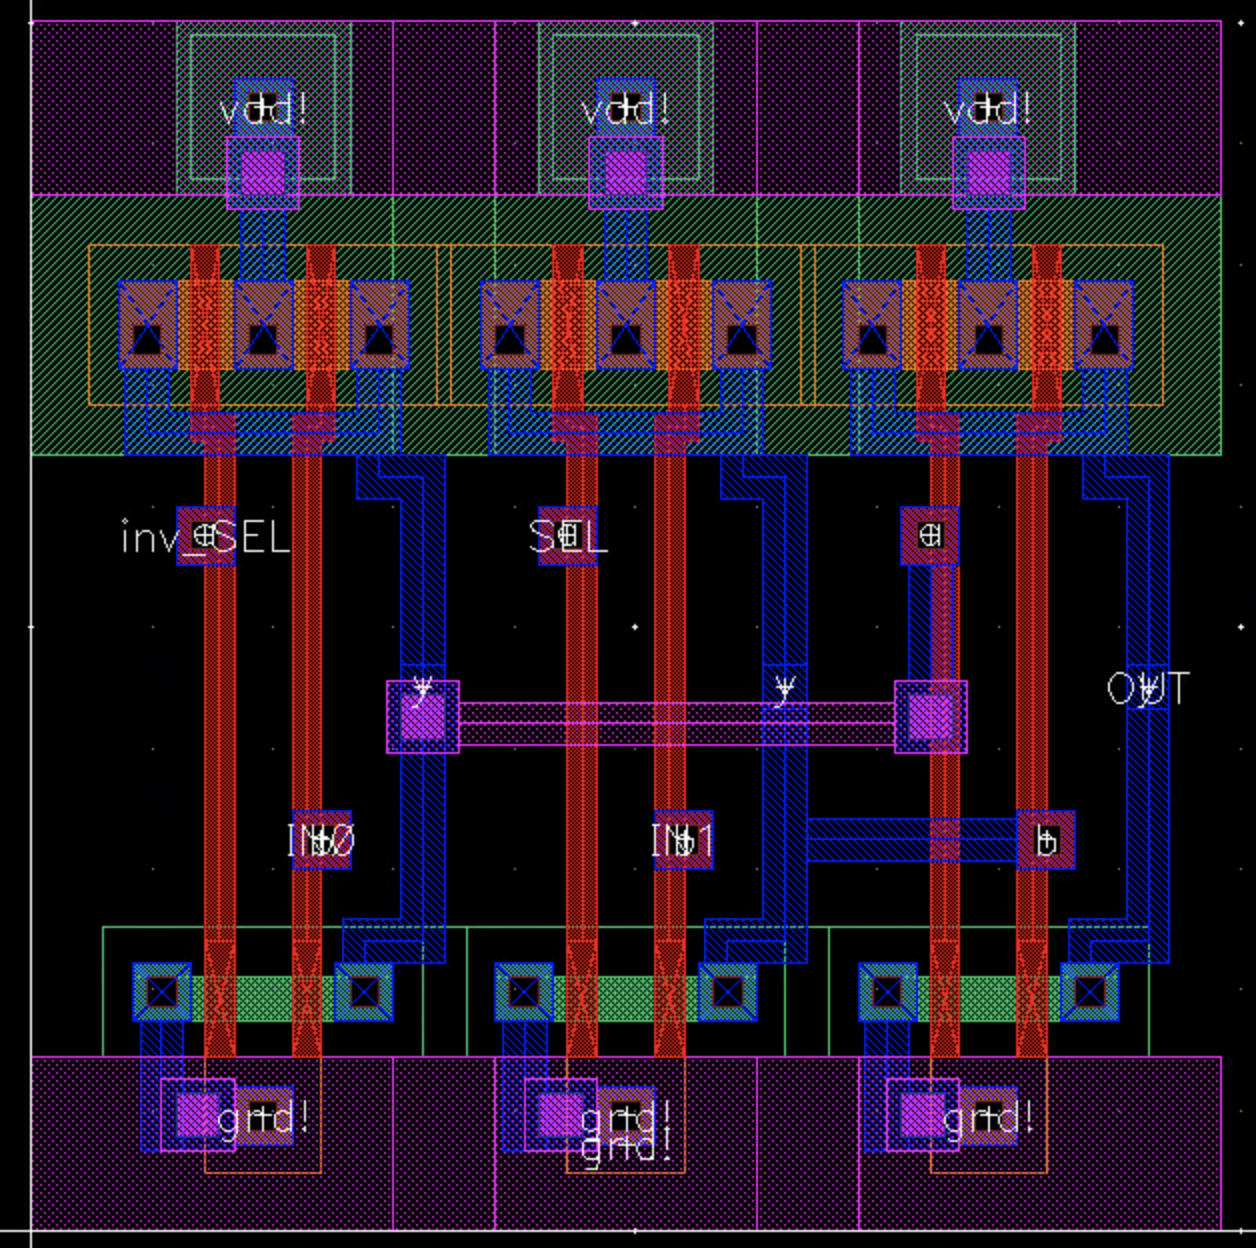 vdd! vdd! vdd!
inv_SEL SEL a
y y OUT
IN0 IN1 b
gnd! gnd! gnd!
gnd!